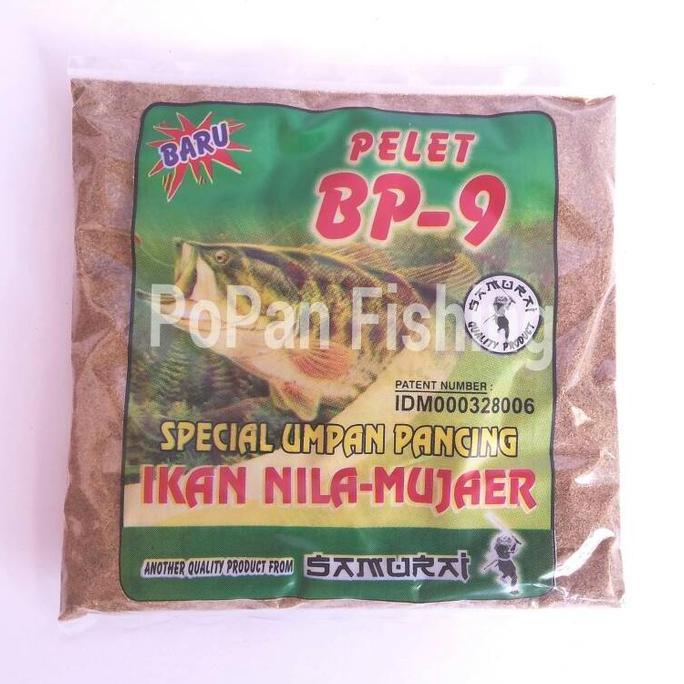 BARU
PELET
BP-9
PoPan Fishing
SAMURAI
QUALITY PRODUCT
PATENT NUMBER :
IDM000328006
SPECIAL UMPAN PANCING
IKAN NILA-MUJAER
ANOTHER QUALITY PRODUCT FROM SAMURAI